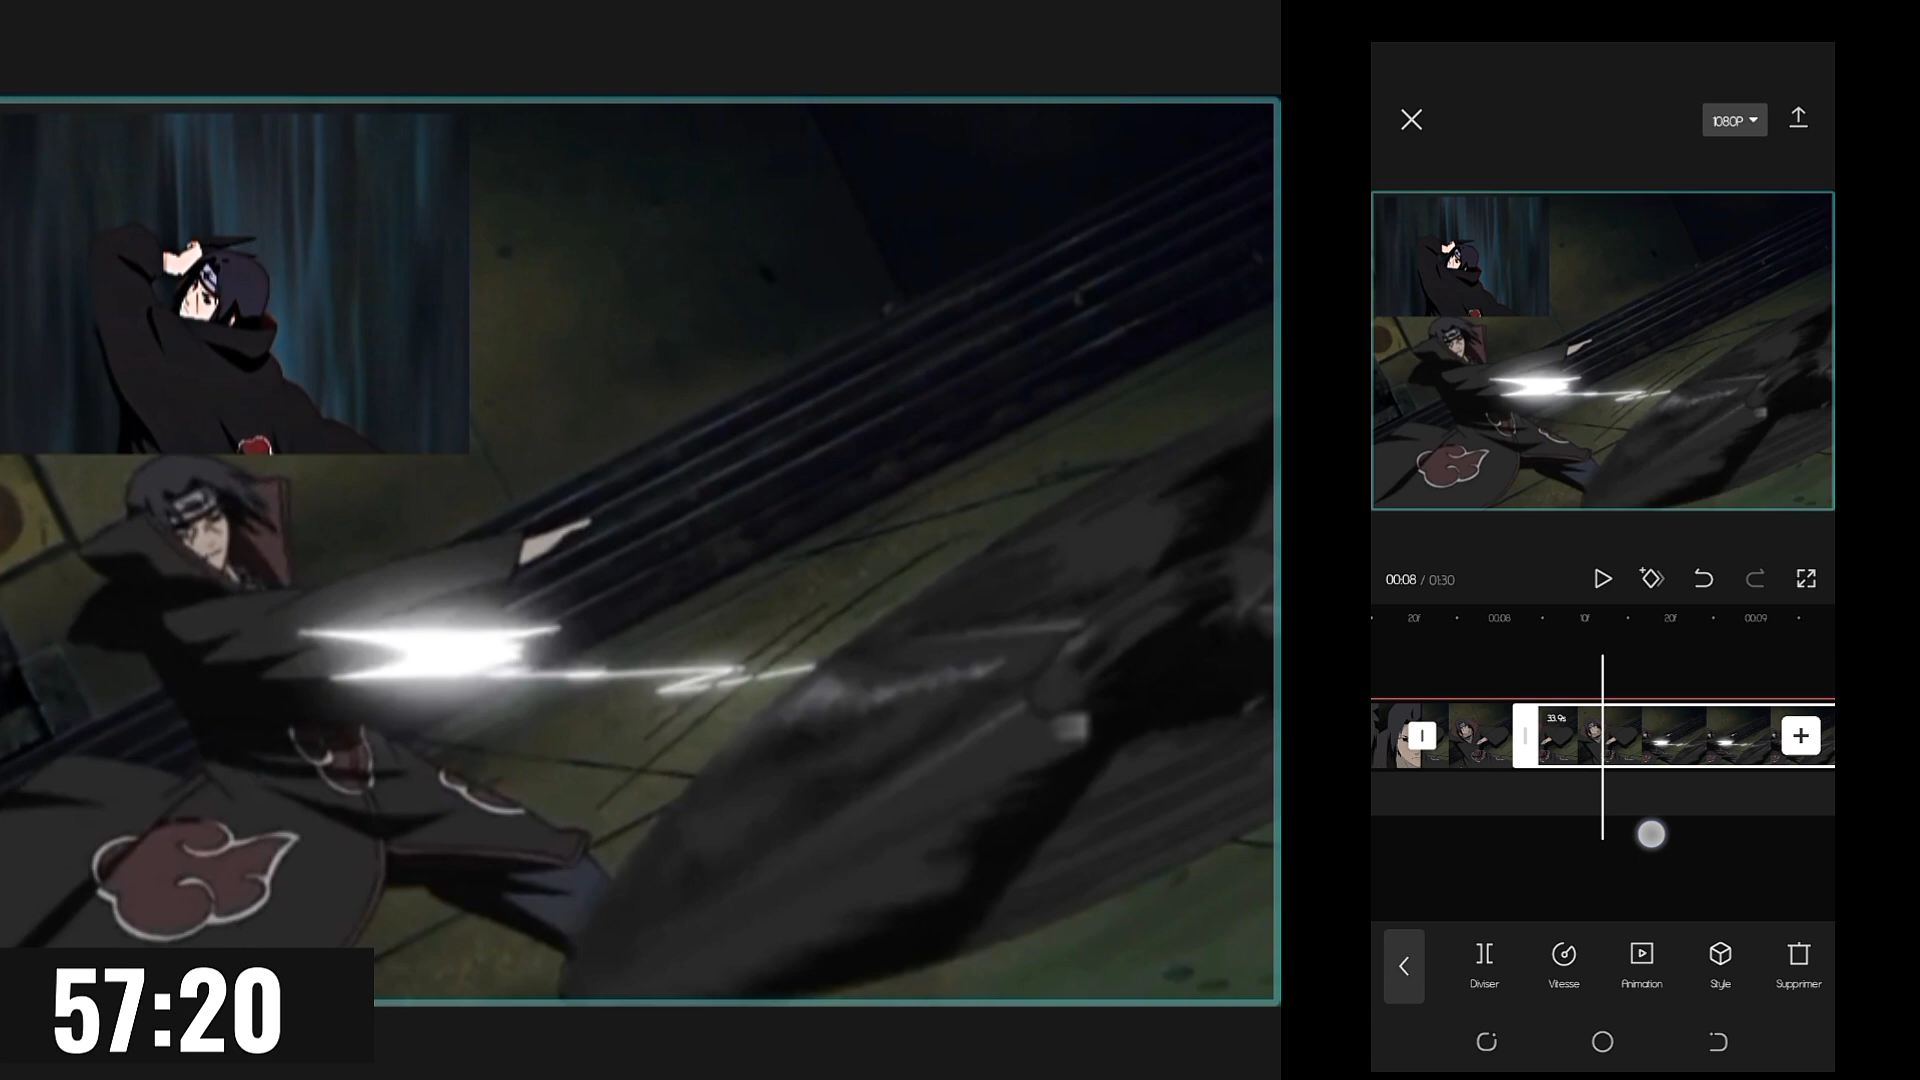 1080P
00:08 / 01:30
20f 00:08 10f 20f 00:09
33.9s
Diviser Vitesse Animation Style Supprimer
57:20